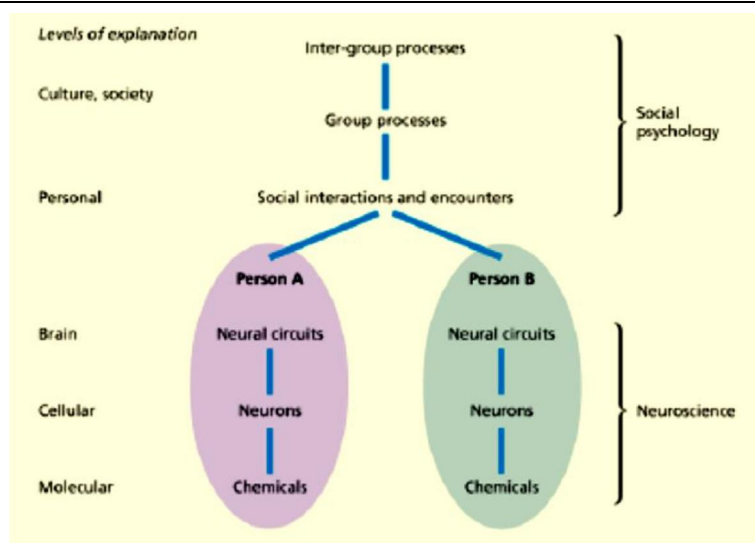 Levels of explanation
Inter-group processes
Culture, society
Group processes
Social
psychology
Personal
Social interactions and encounters
Person A
Person B
Brain
Neural circuits
Neural circuits
Cellular
Neurons
Neurons
Neuroscience
Molecular
Chemicals
Chemicals